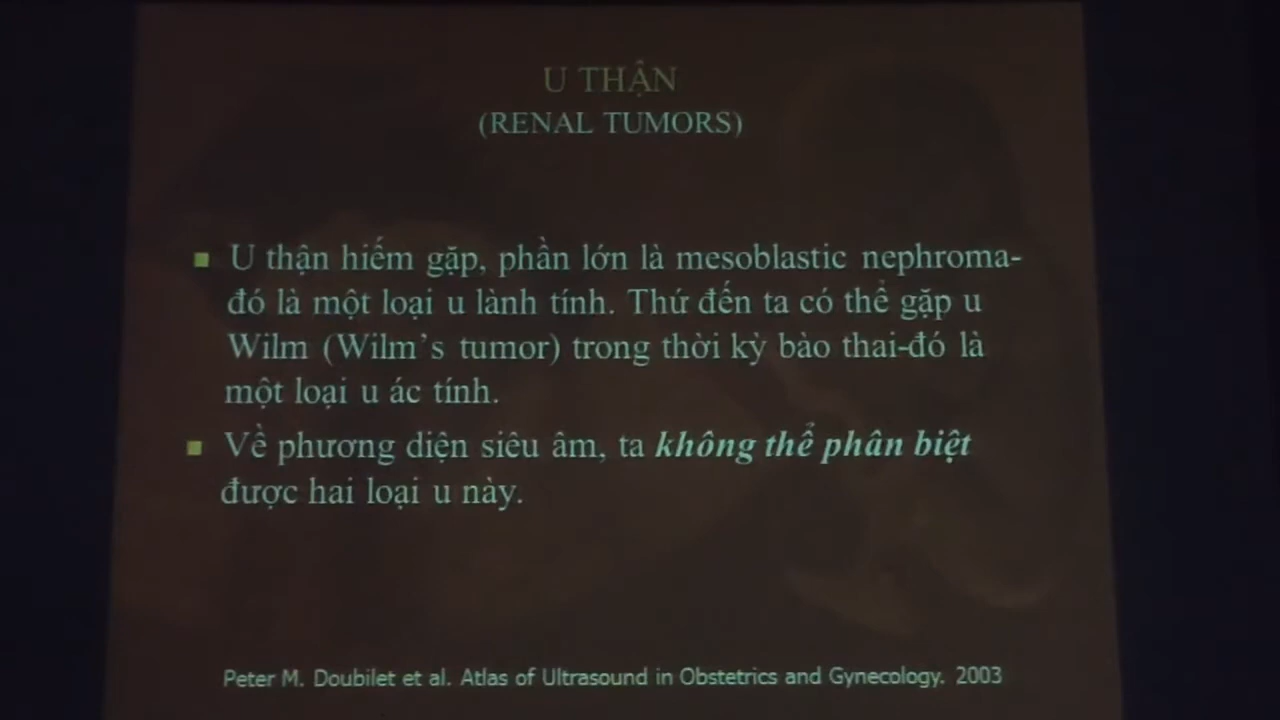 U THẬN
(RENAL TUMORS)
U thận hiếm gặp, phần lớn là mesoblastic nephroma-
đó là một loại u lành tính. Thứ đến ta có thể gặp u
Wilm (Wilm's tumor) trong thời kỳ bào thai-đó là
một loại u ác tính.
Về phương diện siêu âm, ta không thể phân biệt
được hai loại u này.
Peter M. Doubilet et al. Atlas of Ultrasound in Obstetrics and Gynecology. 2003